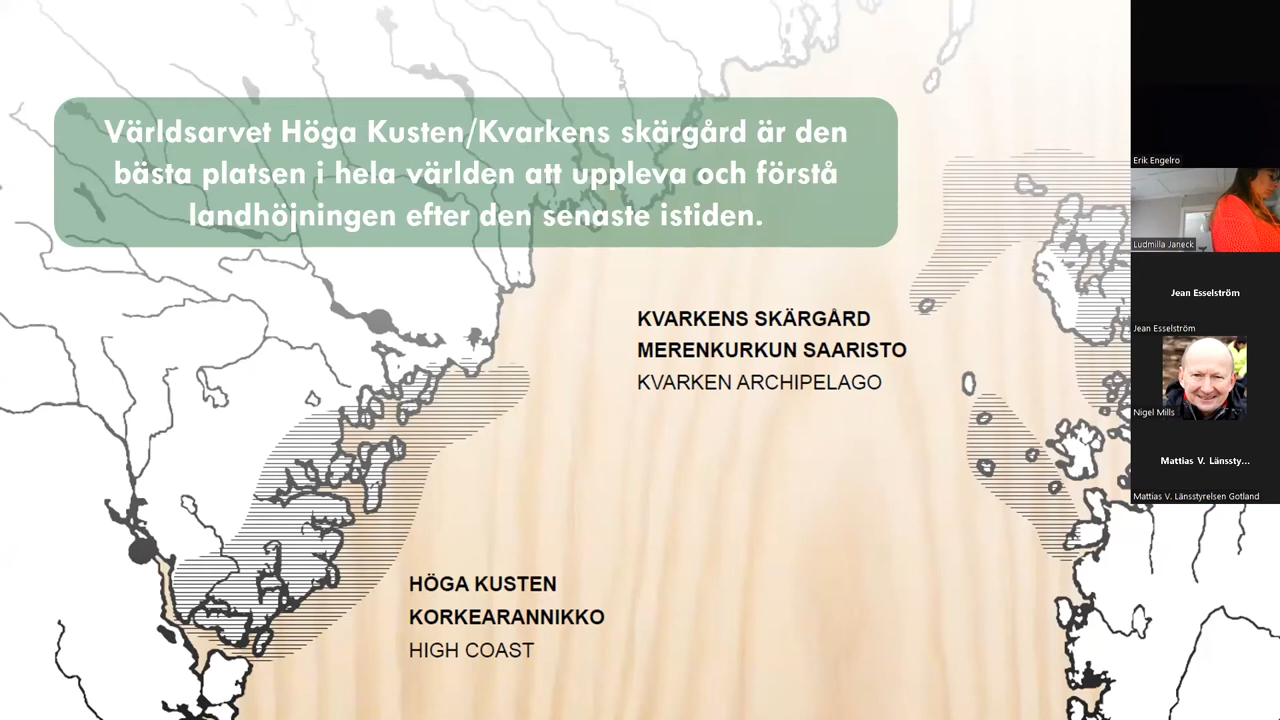 Världsarvet Höga Kusten/Kvarkens skärgård är den
bästa platsen i hela världen att uppleva och förstå
landhöjningen efter den senaste istiden.
KVARKENS SKÄRGÅRD
MERENKURKUN SAARISTO
KVARKEN ARCHIPELAGO
HÖGA KUSTEN
KORKEARANNIKKO
HIGH COAST
Erik Engelro
Ludmilla Janeck
Jean Esselström
Jean Esselström
Nigel Mills
Mattias V. Länssty...
Mattias V. Länsstyrelsen Gotland